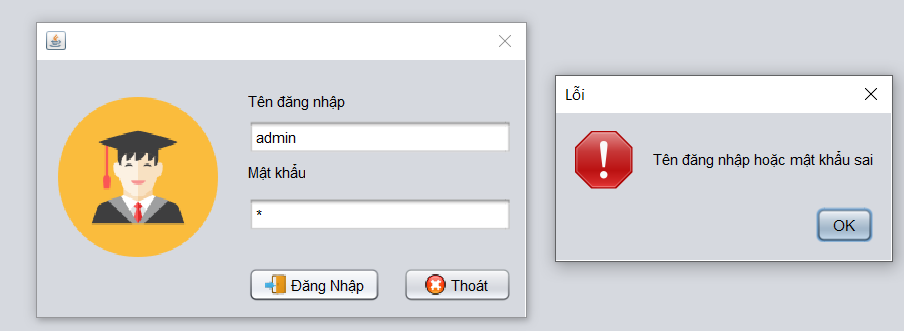 Tên đăng nhập
admin
Mật khẩu
*
Đăng Nhập
Thoát
Lỗi
Tên đăng nhập hoặc mật khẩu sai
OK